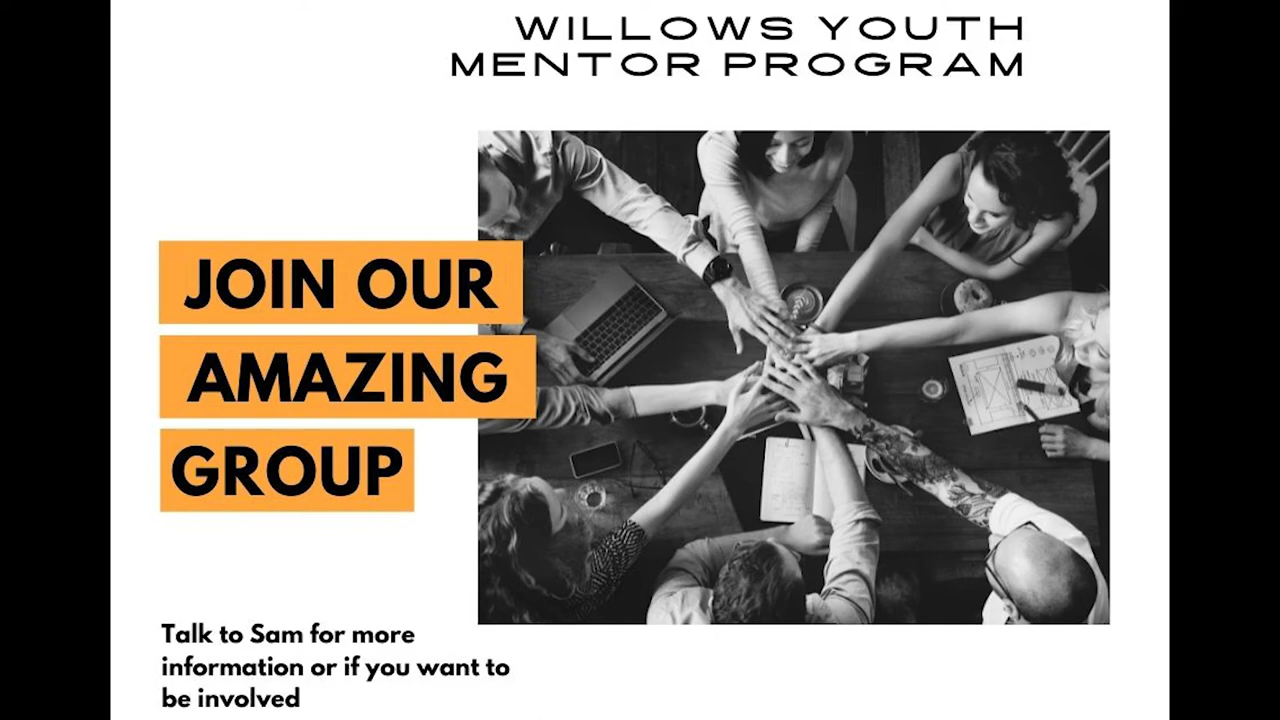 WILLOWS YOUTH
MENTOR PROGRAM
JOIN OUR
AMAZING
GROUP
Talk to Sam for more
information or if you want to
be involved